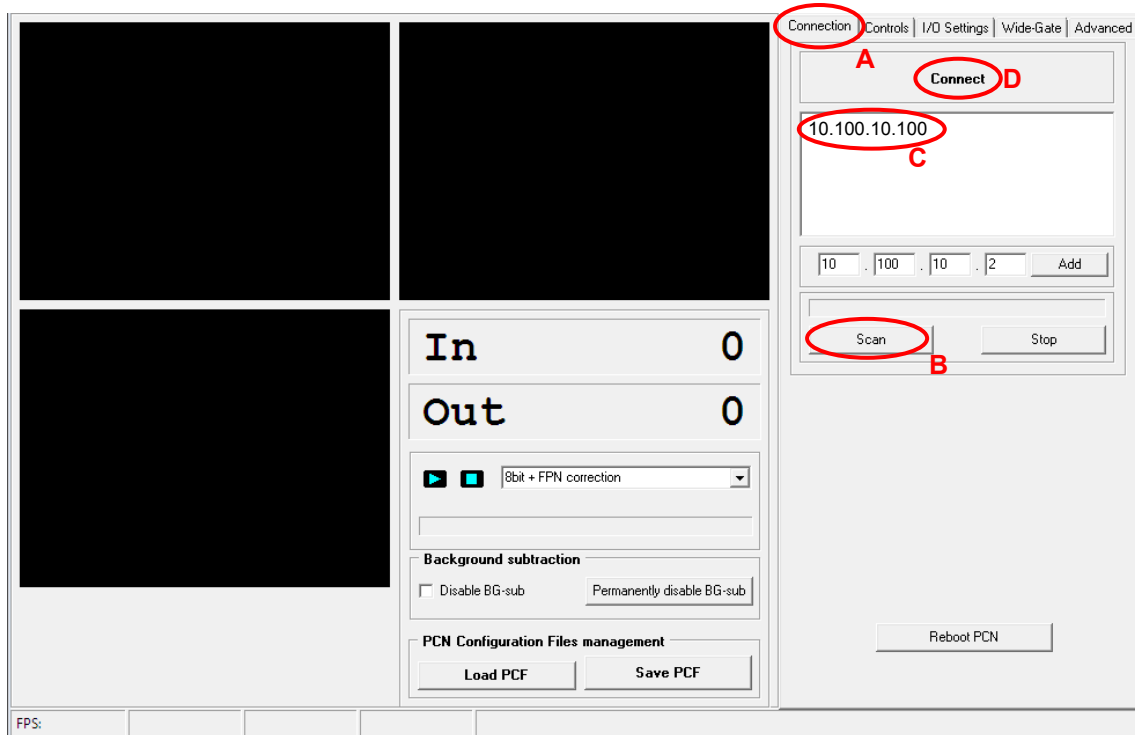 Connection Controls I/O Settings Wide-Gate Advanced
A
Connect D
10.100.10.100
C
10 . 100 . 10 . 2 Add
Scan Stop
B
In 0
Out 0
8bit + FPN correction
Background subtraction
Disable BG-sub Permanently disable BG-sub
PCN Configuration Files management
Load PCF Save PCF
Reboot PCN
FPS: